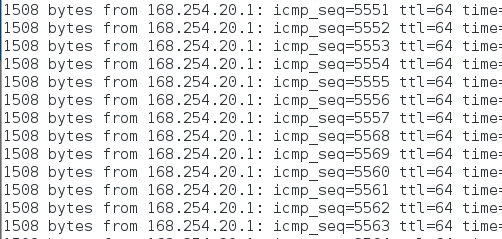 1508 bytes from 168.254.20.1: icmp_seq=5551 ttl=64 time=
1508 bytes from 168.254.20.1: icmp_seq=5552 ttl=64 time=
1508 bytes from 168.254.20.1: icmp_seq=5553 ttl=64 time=
1508 bytes from 168.254.20.1: icmp_seq=5554 ttl=64 time=
1508 bytes from 168.254.20.1: icmp_seq=5555 ttl=64 time=
1508 bytes from 168.254.20.1: icmp_seq=5556 ttl=64 time=
1508 bytes from 168.254.20.1: icmp_seq=5557 ttl=64 time=
1508 bytes from 168.254.20.1: icmp_seq=5568 ttl=64 time=
1508 bytes from 168.254.20.1: icmp_seq=5569 ttl=64 time=
1508 bytes from 168.254.20.1: icmp_seq=5560 ttl=64 time=
1508 bytes from 168.254.20.1: icmp_seq=5561 ttl=64 time=
1508 bytes from 168.254.20.1: icmp_seq=5562 ttl=64 time=
1508 bytes from 168.254.20.1: icmp_seq=5563 ttl=64 time=